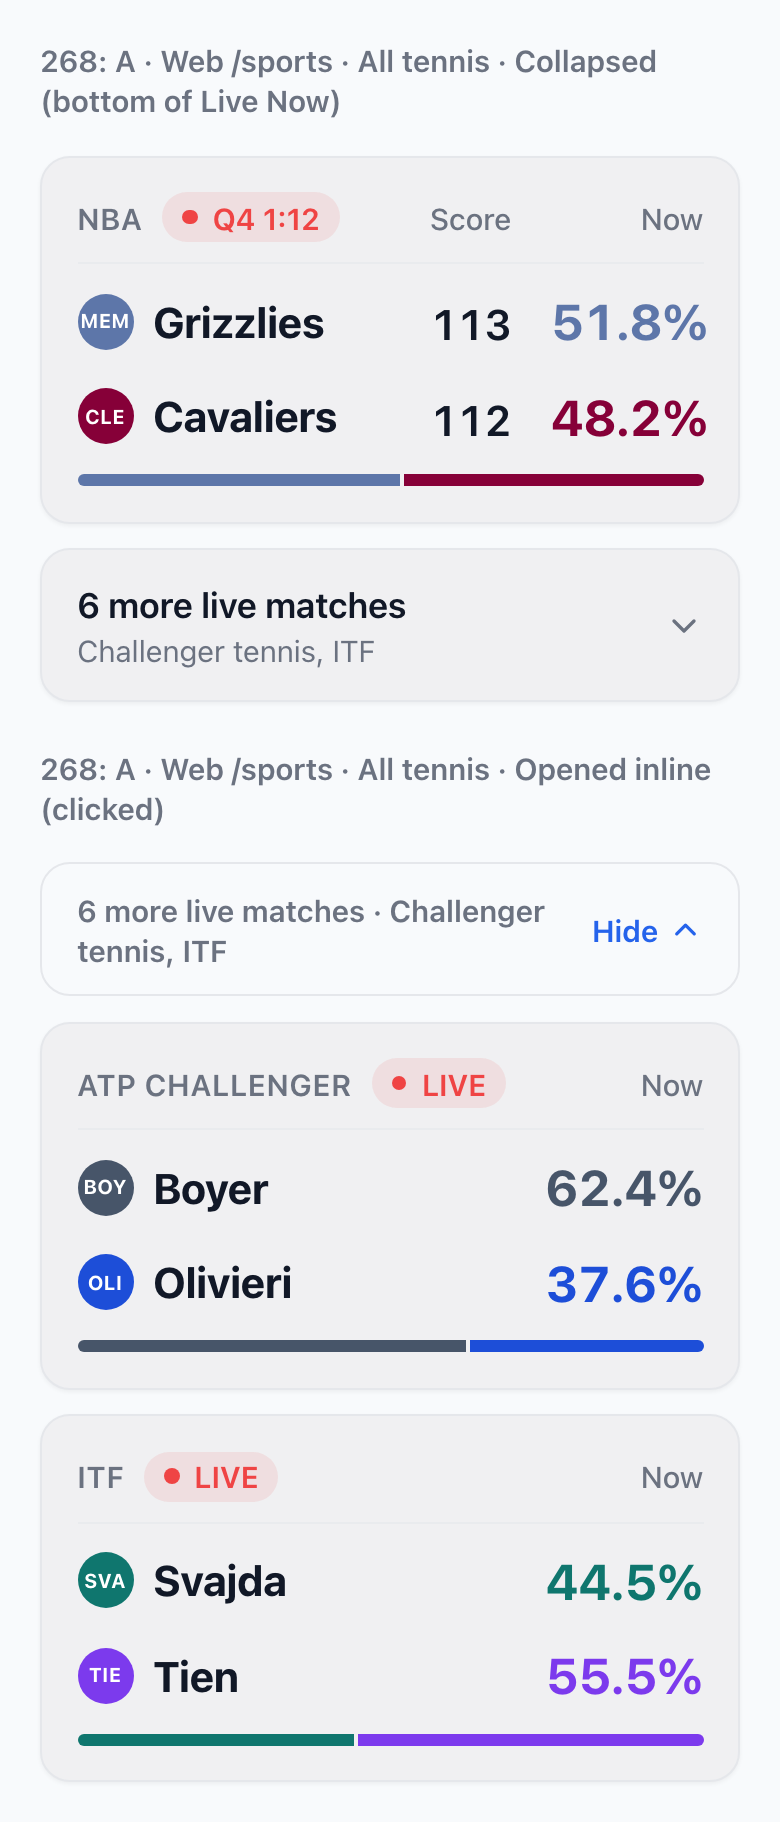 268: A · Web /sports · All tennis · Collapsed
(bottom of Live Now)
NBA Q4 1:12 Score Now
MEM Grizzlies 113 51.8%
CLE Cavaliers 112 48.2%
6 more live matches
Challenger tennis, ITF
268: A · Web /sports · All tennis · Opened inline
(clicked)
6 more live matches · Challenger
tennis, ITF
Hide
ATP CHALLENGER LIVE Now
BOY Boyer 62.4%
OLI Olivieri 37.6%
ITF LIVE Now
SVA Svajda 44.5%
TIE Tien 55.5%